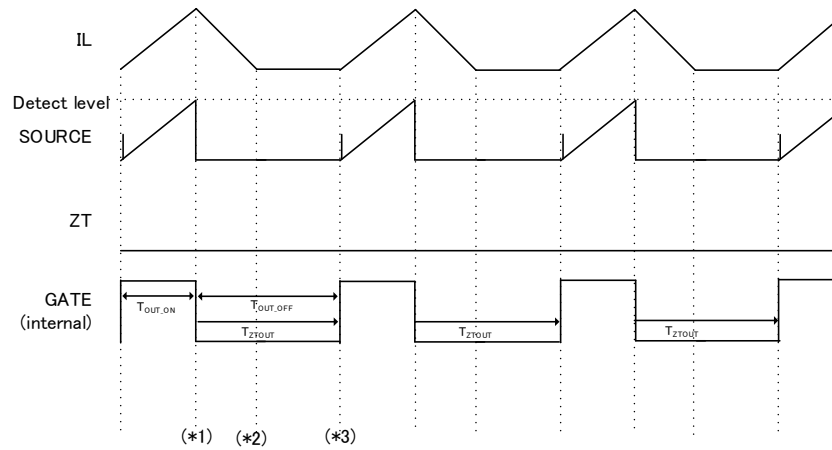 IL
Detect level
SOURCE
ZT
GATE
(internal)
TOUT_ON
TOUT_OFF
TZTOUT
TZTOUT
TZTOUT
(*1)
(*2)
(*3)